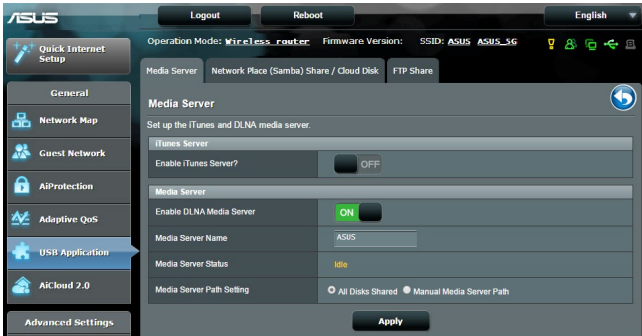 ASUS
Logout
Reboot
English
Quick Internet Setup
Operation Mode: Wireless router Firmware Version: SSID: ASUS ASUS_5G
Media Server
Network Place (Samba) Share / Cloud Disk
FTP Share
General
Network Map
Guest Network
AiProtection
Adaptive QoS
USB Application
AiCloud 2.0
Advanced Settings
Media Server
Set up the iTunes and DLNA media server.
iTunes Server
Enable iTunes Server? OFF
Media Server
Enable DLNA Media Server ON
Media Server Name ASUS
Media Server Status Idle
Media Server Path Setting All Disks Shared Manual Media Server Path
Apply